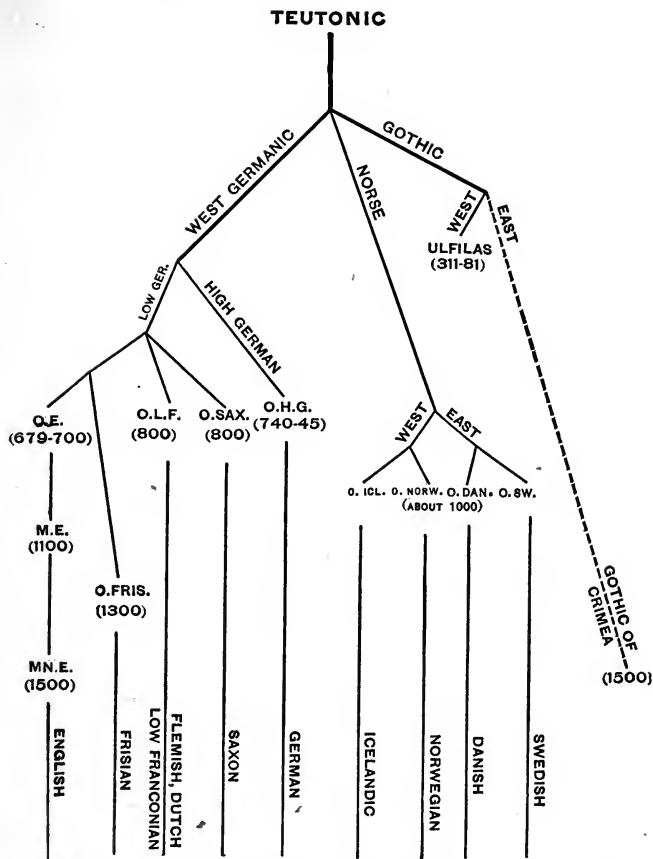 TEUTONIC
WEST GERMANIC
NORSE
GOTHIC
WEST
EAST
ULFILAS
(311-81)
LOW GER.
HIGH GERMAN
O.E.
(679-700)
O.L.F.
(800)
O.SAX.
(800)
O.H.G.
(740-45)
WEST
EAST
O. ICL. O. NORW. O. DAN. O. SW.
(ABOUT 1000)
M.E.
(1100)
O.FRIS.
(1300)
GOTHIC OF
CRIMEA
(1500)
MN.E.
(1500)
ENGLISH
FRISIAN
FLEMISH, DUTCH
LOW FRANCONIAN
SAXON
GERMAN
ICELANDIC
NORWEGIAN
DANISH
SWEDISH